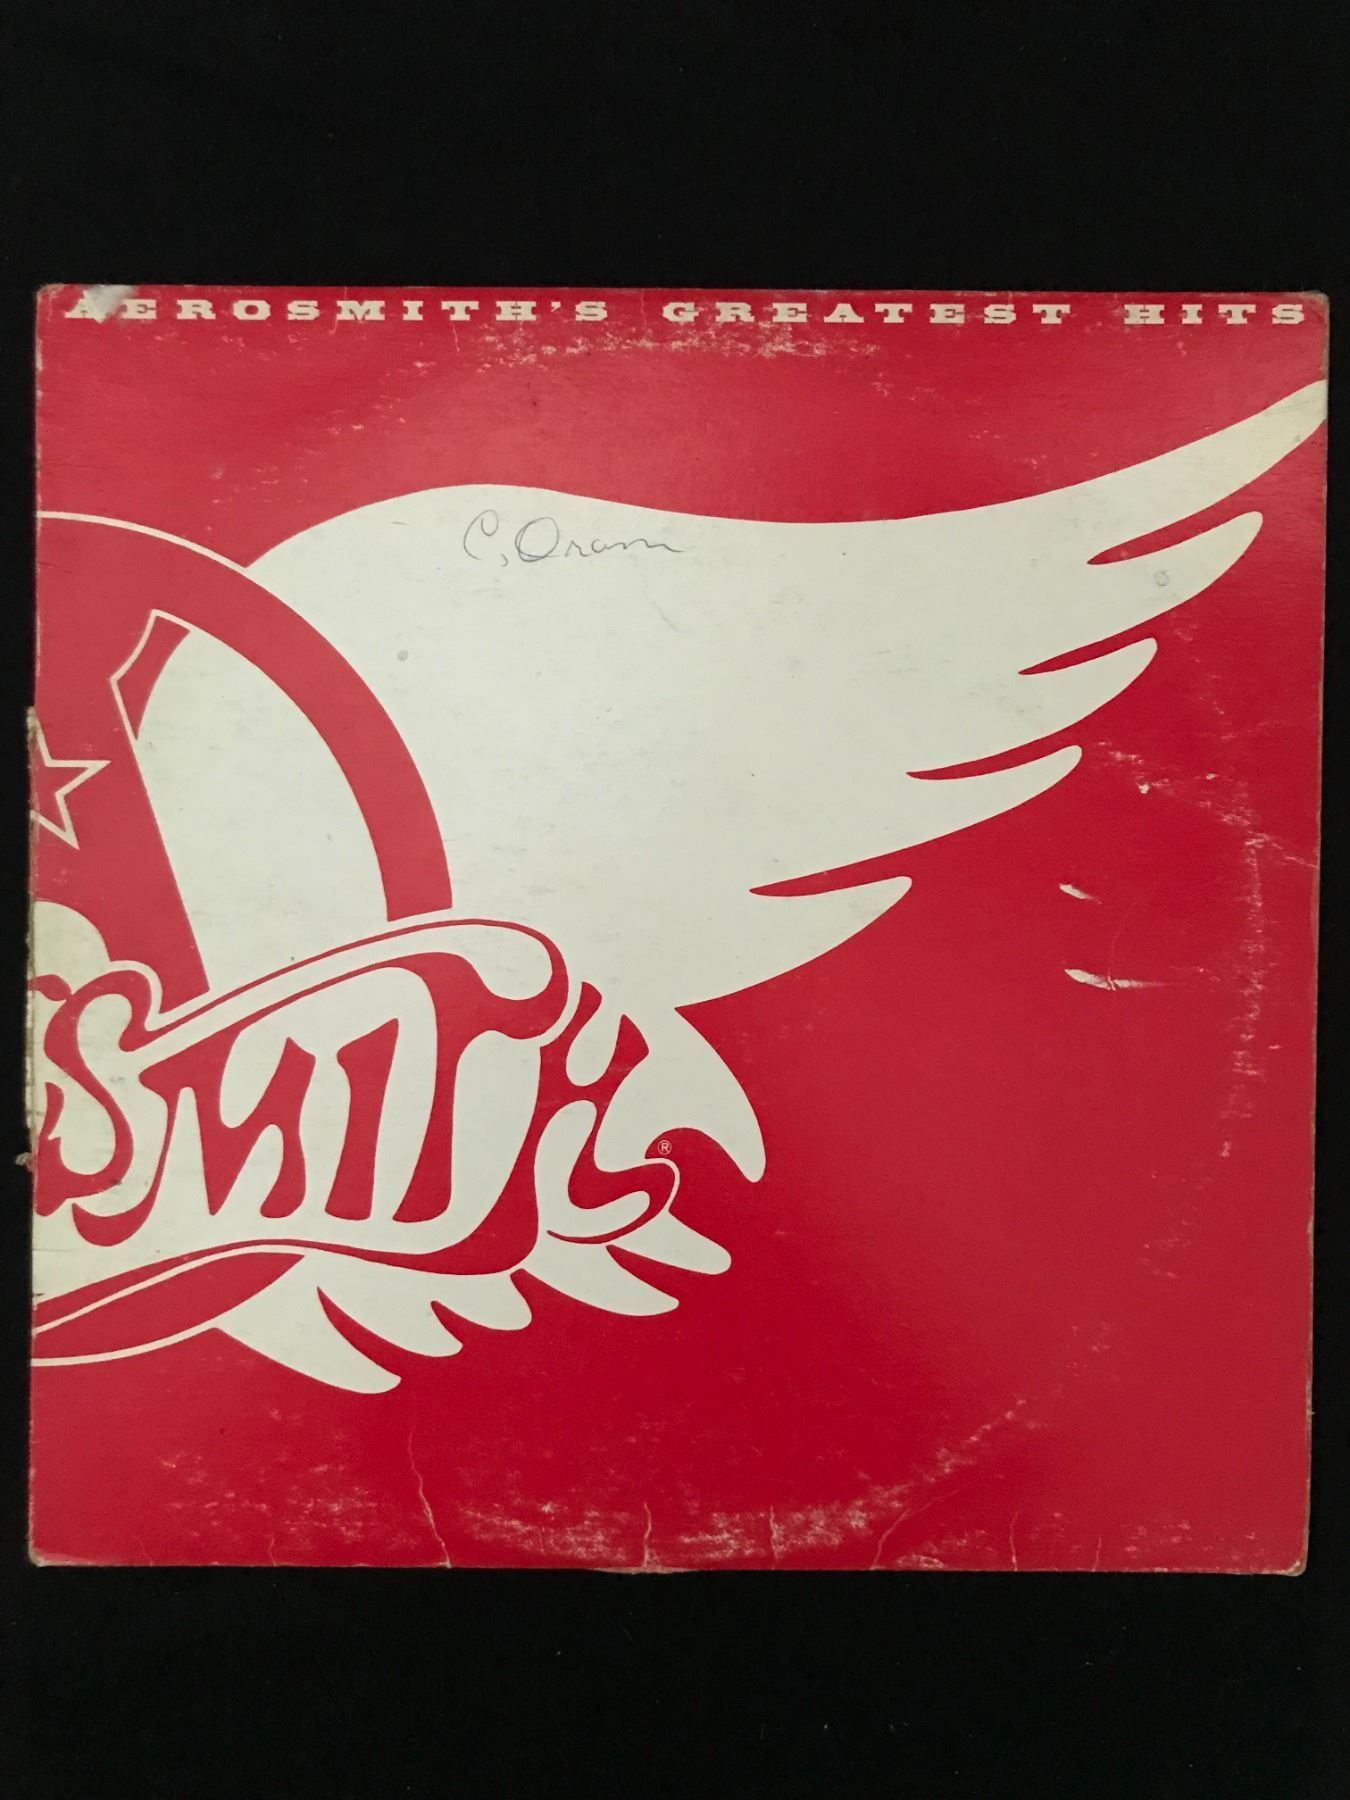 AEROSMITH'S GREATEST HITS
C. Oram
SMITH
®